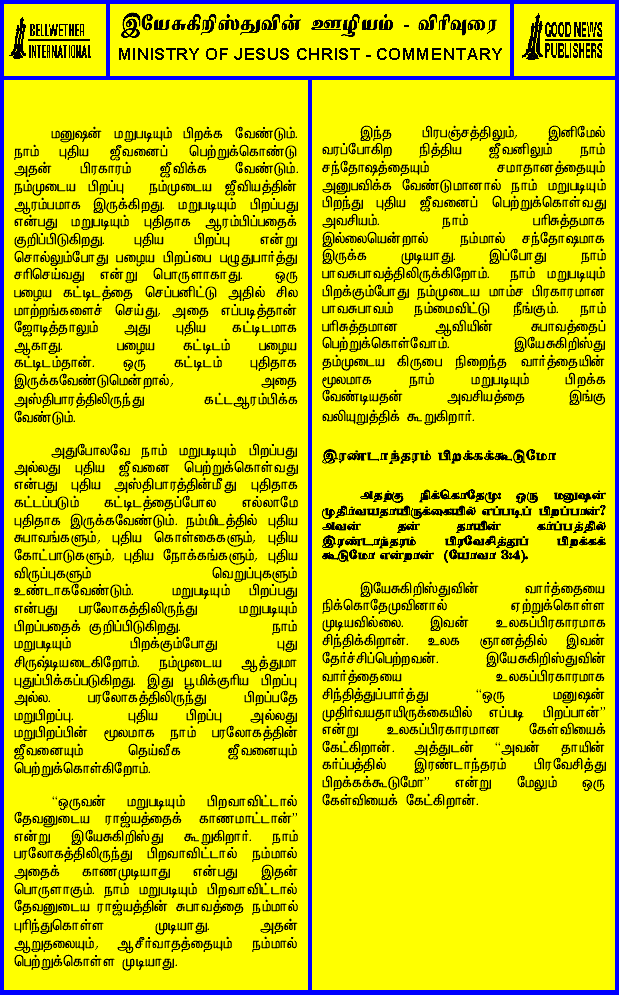 BELLWETHER
INTERNATIONAL
இயேசுகிறிஸ்துவின் ஊழியம் - விரிவுரை
MINISTRY OF JESUS CHRIST - COMMENTARY
GOOD NEWS
PUBLISHERS
மனுஷன் மறுபடியும் பிறக்க வேண்டும்.
நாம் புதிய ஜீவனைப் பெற்றுக்கொண்டு
அதன் பிரகாரம் ஜீவிக்க வேண்டும்.
நம்முடைய பிறப்பு நம்முடைய ஜீவியத்தின்
ஆரம்பமாக இருக்கிறது. மறுபடியும் பிறப்பது
என்பது மறுபடியும் புதிதாக ஆரம்பிப்பதைக்
குறிப்பிடுகிறது. புதிய பிறப்பு என்று
சொல்லும்போது பழைய பிறப்பை பழுதுபார்த்து
சரிசெய்வது என்று பொருளாகாது. ஒரு
பழைய கட்டிடத்தை செப்பனிட்டு அதில் சில
மாற்றங்களைச் செய்து, அதை எப்படித்தான்
ஜோடித்தாலும் அது புதிய கட்டிடமாக
ஆகாது. பழைய கட்டிடம் பழைய
கட்டிடம்தான். ஒரு கட்டிடம் புதிதாக
இருக்கவேண்டுமென்றால், அதை
அஸ்திபாரத்திலிருந்து கட்டஆரம்பிக்க
வேண்டும்.
அதுபோலவே நாம் மறுபடியும் பிறப்பது
அல்லது புதிய ஜீவனை பெற்றுக்கொள்வது
என்பது புதிய அஸ்திபாரத்தின்மீது புதிதாக
கட்டப்படும் கட்டிடத்தைப்போல எல்லாமே
புதிதாக இருக்கவேண்டும். நம்மிடத்தில் புதிய
சுபாவங்களும், புதிய கொள்கைகளும், புதிய
கோட்பாடுகளும், புதிய நோக்கங்களும், புதிய
விருப்புகளும் வெறுப்புகளும்
உண்டாகவேண்டும். மறுபடியும் பிறப்பது
என்பது பரலோகத்திலிருந்து மறுபடியும்
பிறப்பதைக் குறிப்பிடுகிறது. நாம்
மறுபடியும் பிறக்கும்போது புது
சிருஷ்டியடைகிறோம். நம்முடைய ஆத்துமா
புதுப்பிக்கப்படுகிறது. இது பூமிக்குரிய பிறப்பு
அல்ல. பரலோகத்திலிருந்து பிறப்பதே
மறுபிறப்பு. புதிய பிறப்பு அல்லது
மறுபிறப்பின் மூலமாக நாம் பரலோகத்தின்
ஜீவனையும் தெய்வீக ஜீவனையும்
பெற்றுக்கொள்கிறோம்.
“ஒருவன் மறுபடியும் பிறவாவிட்டால்
தேவனுடைய ராஜ்யத்தைக் காணமாட்டான்”
என்று இயேசுகிறிஸ்து கூறுகிறார். நாம்
பரலோகத்திலிருந்து பிறவாவிட்டால் நம்மால்
அதைக் காணமுடியாது என்பது இதன்
பொருளாகும். நாம் மறுபடியும் பிறவாவிட்டால்
தேவனுடைய ராஜ்யத்தின் சுபாவத்தை நம்மால்
புரிந்துகொள்ள முடியாது. அதன்
ஆறுதலையும், ஆசீர்வாதத்தையும் நம்மால்
பெற்றுக்கொள்ள முடியாது.
இந்த பிரபஞ்சத்திலும், இனிமேல்
வரப்போகிற நித்திய ஜீவனிலும் நாம்
சந்தோஷத்தையும் சமாதானத்தையும்
அனுபவிக்க வேண்டுமானால் நாம் மறுபடியும்
பிறந்து புதிய ஜீவனைப் பெற்றுக்கொள்வது
அவசியம். நாம் பரிசுத்தமாக
இல்லையென்றால் நம்மால் சந்தோஷமாக
இருக்க முடியாது. இப்போது நாம்
பாவசுபாவத்திலிருக்கிறோம். நாம் மறுபடியும்
பிறக்கும்போது நம்முடைய மாம்ச பிரகாரமான
பாவசுபாவம் நம்மைவிட்டு நீங்கும். நாம்
பரிசுத்தமான ஆவியின் சுபாவத்தைப்
பெற்றுக்கொள்வோம். இயேசுகிறிஸ்து
தம்முடைய கிருபை நிறைந்த வார்த்தையின்
மூலமாக நாம் மறுபடியும் பிறக்க
வேண்டியதன் அவசியத்தை இங்கு
வலியுறுத்திக் கூறுகிறார்.
இரண்டாந்தரம் பிறக்கக்கூடுமோ
அதற்கு நிக்கொதேமு: ஒரு மனுஷன்
முதிர்வயதாயிருக்கையில் எப்படிப் பிறப்பான்?
அவன் தன் தாயின் கர்ப்பத்தில்
இரண்டாந்தரம் பிரவேசித்துப் பிறக்கக்
கூடுமோ என்றான் (யோவா 3:4).
இயேசுகிறிஸ்துவின் வார்த்தையை
நிக்கொதேமுவினால் ஏற்றுக்கொள்ள
முடியவில்லை. இவன் உலகப்பிரகாரமாக
சிந்திக்கிறான். உலக ஞானத்தில் இவன்
தேர்ச்சிப்பெற்றவன். இயேசுகிறிஸ்துவின்
வார்த்தையை உலகப்பிரகாரமாக
சிந்தித்துப்பார்த்து “ஒரு மனுஷன்
முதிர்வயதாயிருக்கையில் எப்படி பிறப்பான்”
என்று உலகப்பிரகாரமான கேள்வியைக்
கேட்கிறான். அத்துடன் “அவன் தாயின்
கர்ப்பத்தில் இரண்டாந்தரம் பிரவேசித்து
பிறக்கக்கூடுமோ” என்று மேலும் ஒரு
கேள்வியைக் கேட்கிறான்.